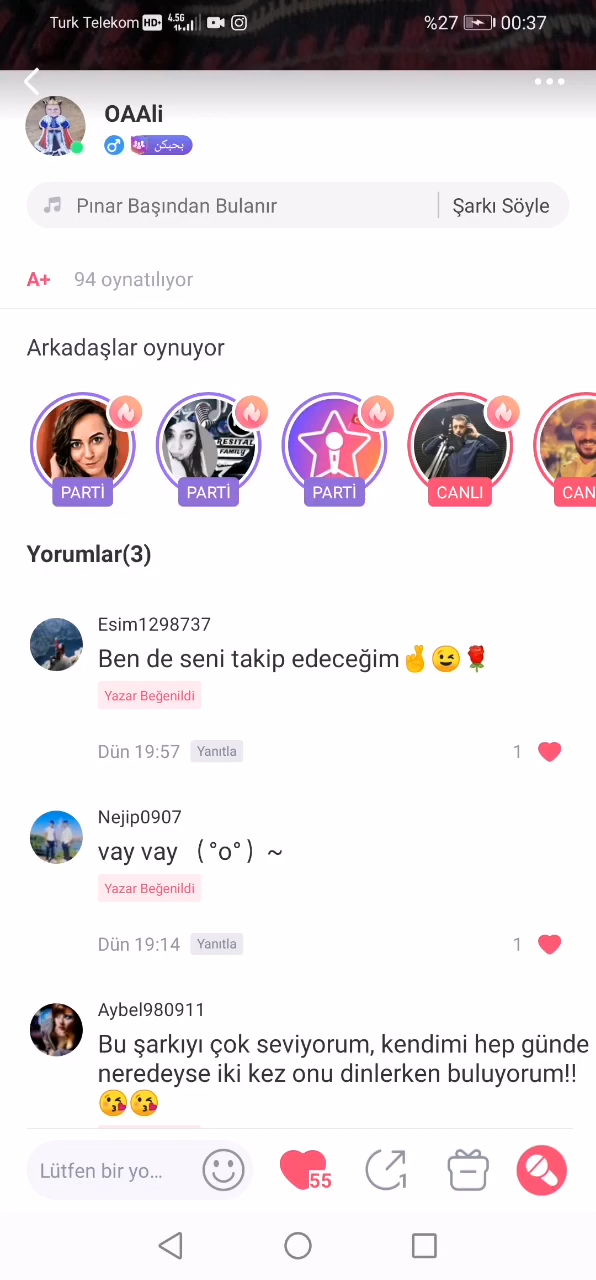 Turk Telekom HD 4.5G %27 00:37
OAAli
بحبكن
Pınar Başından Bulanır Şarkı Söyle
A+ 94 oynatılıyor
Arkadaşlar oynuyor
RESITAL
FAMILY
PARTİ PARTİ PARTİ CANLI CAN
Yorumlar(3)
Esim1298737
Ben de seni takip edeceğim✌️😉🌹
Yazar Beğenildi
Dün 19:57 Yanıtla 1
Nejip0907
vay vay （°o°）~
Yazar Beğenildi
Dün 19:14 Yanıtla 1
Aybel980911
Bu şarkıyı çok seviyorum, kendimi hep günde
neredeyse iki kez onu dinlerken buluyorum!!
😘😘
Lütfen bir yo... 55 1